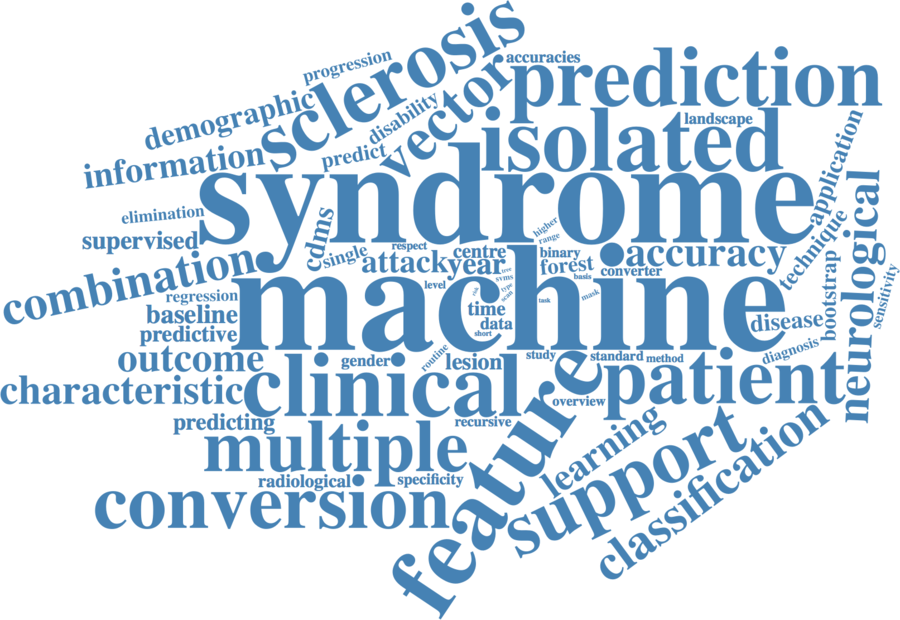 sclerosis
progression
accuracies
prediction
demographic
disability
vector
isolated
landscape
information
predict
syndrome
application
elimination
supervised
cdms
single
respect
higher
range
centre
binary
accuracy
technique
neurological
combination
attack
year
forest
converter
basis
level
machine
bootstrap
sensitivity
regression
baseline
time
data
short
task
mask
type
scan
svms
disease
predictive
outcome
gender
routine
lesion
study
standard
method
diagnosis
characteristic
clinical
feature
patient
overview
predicting
recursive
multiple
learning
support
radiological
specificity
classification
conversion